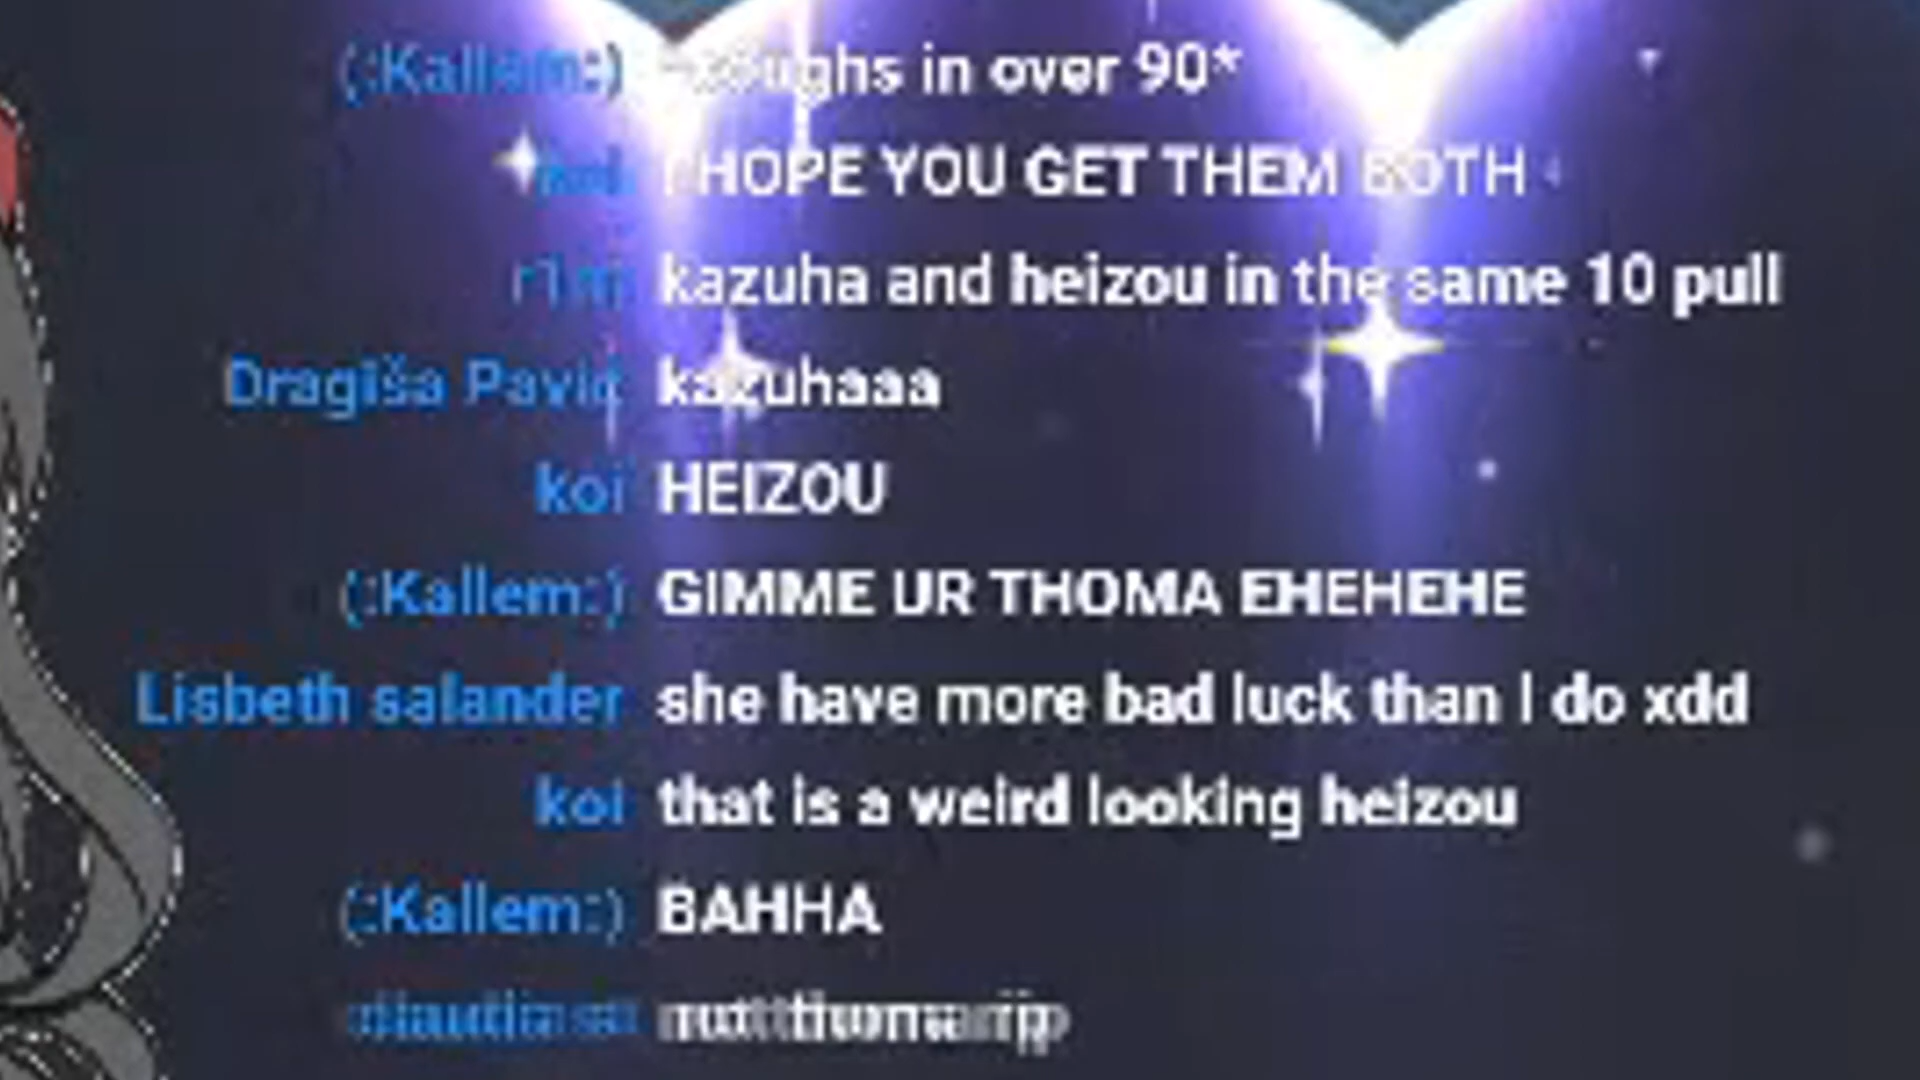 (:Kallem:) in over 90*
koi I HOPE YOU GET THEM BOTH
r1n kazuha and heizou in the same 10 pull
Dragiša Pavić kazuhaaa
koi HEIZOU
(:Kallem:) GIMME UR THOMA EHEHEHE
Lisbeth salander she have more bad luck than I do xdd
koi that is a weird looking heizou
(:Kallem:) BAHHA